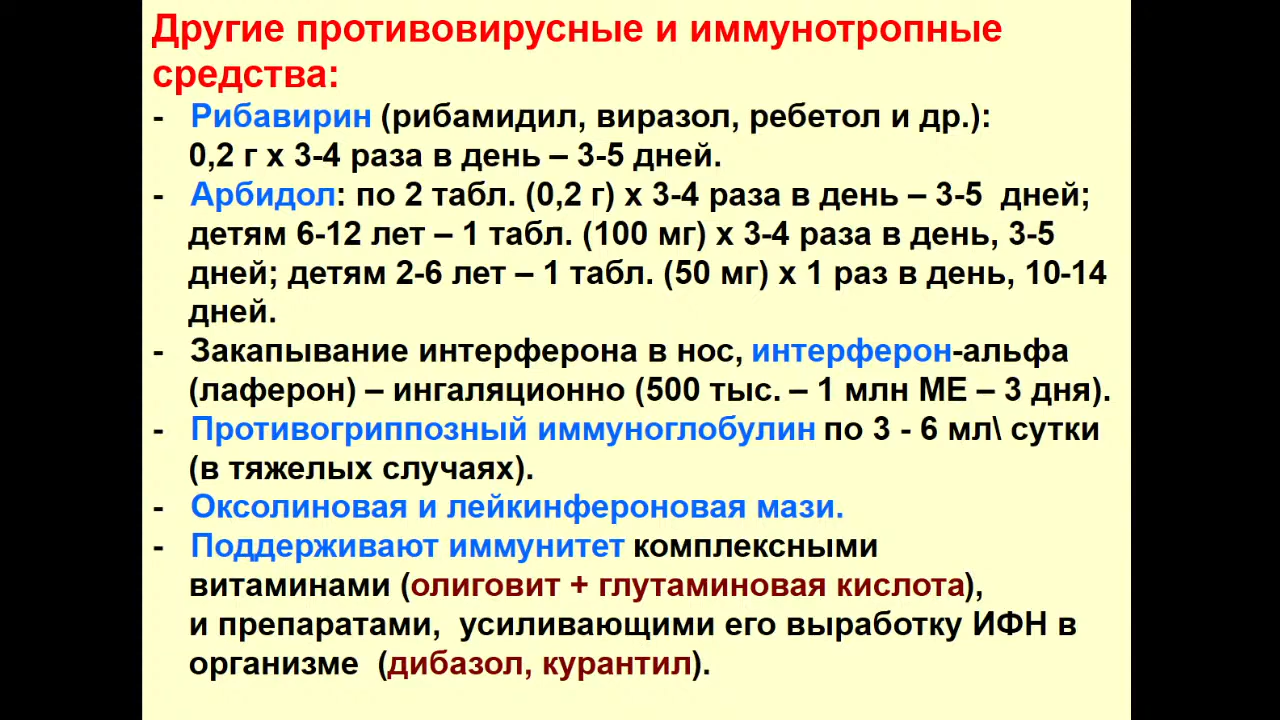 Другие противовирусные и иммунотропные
средства:
- Рибавирин (рибамидил, виразол, ребетол и др.):
0,2 г х 3-4 раза в день – 3-5 дней.
- Арбидол: по 2 табл. (0,2 г) х 3-4 раза в день – 3-5 дней;
детям 6-12 лет – 1 табл. (100 мг) х 3-4 раза в день, 3-5
дней; детям 2-6 лет – 1 табл. (50 мг) х 1 раз в день, 10-14
дней.
- Закапывание интерферона в нос, интерферон-альфа
(лаферон) – ингаляционно (500 тыс. – 1 млн МЕ – 3 дня).
- Противогриппозный иммуноглобулин по 3 - 6 мл\ сутки
(в тяжелых случаях).
- Оксолиновая и лейкинфероновая мази.
- Поддерживают иммунитет комплексными
витаминами (олиговит + глутаминовая кислота),
и препаратами, усиливающими его выработку ИФН в
организме (дибазол, курантил).